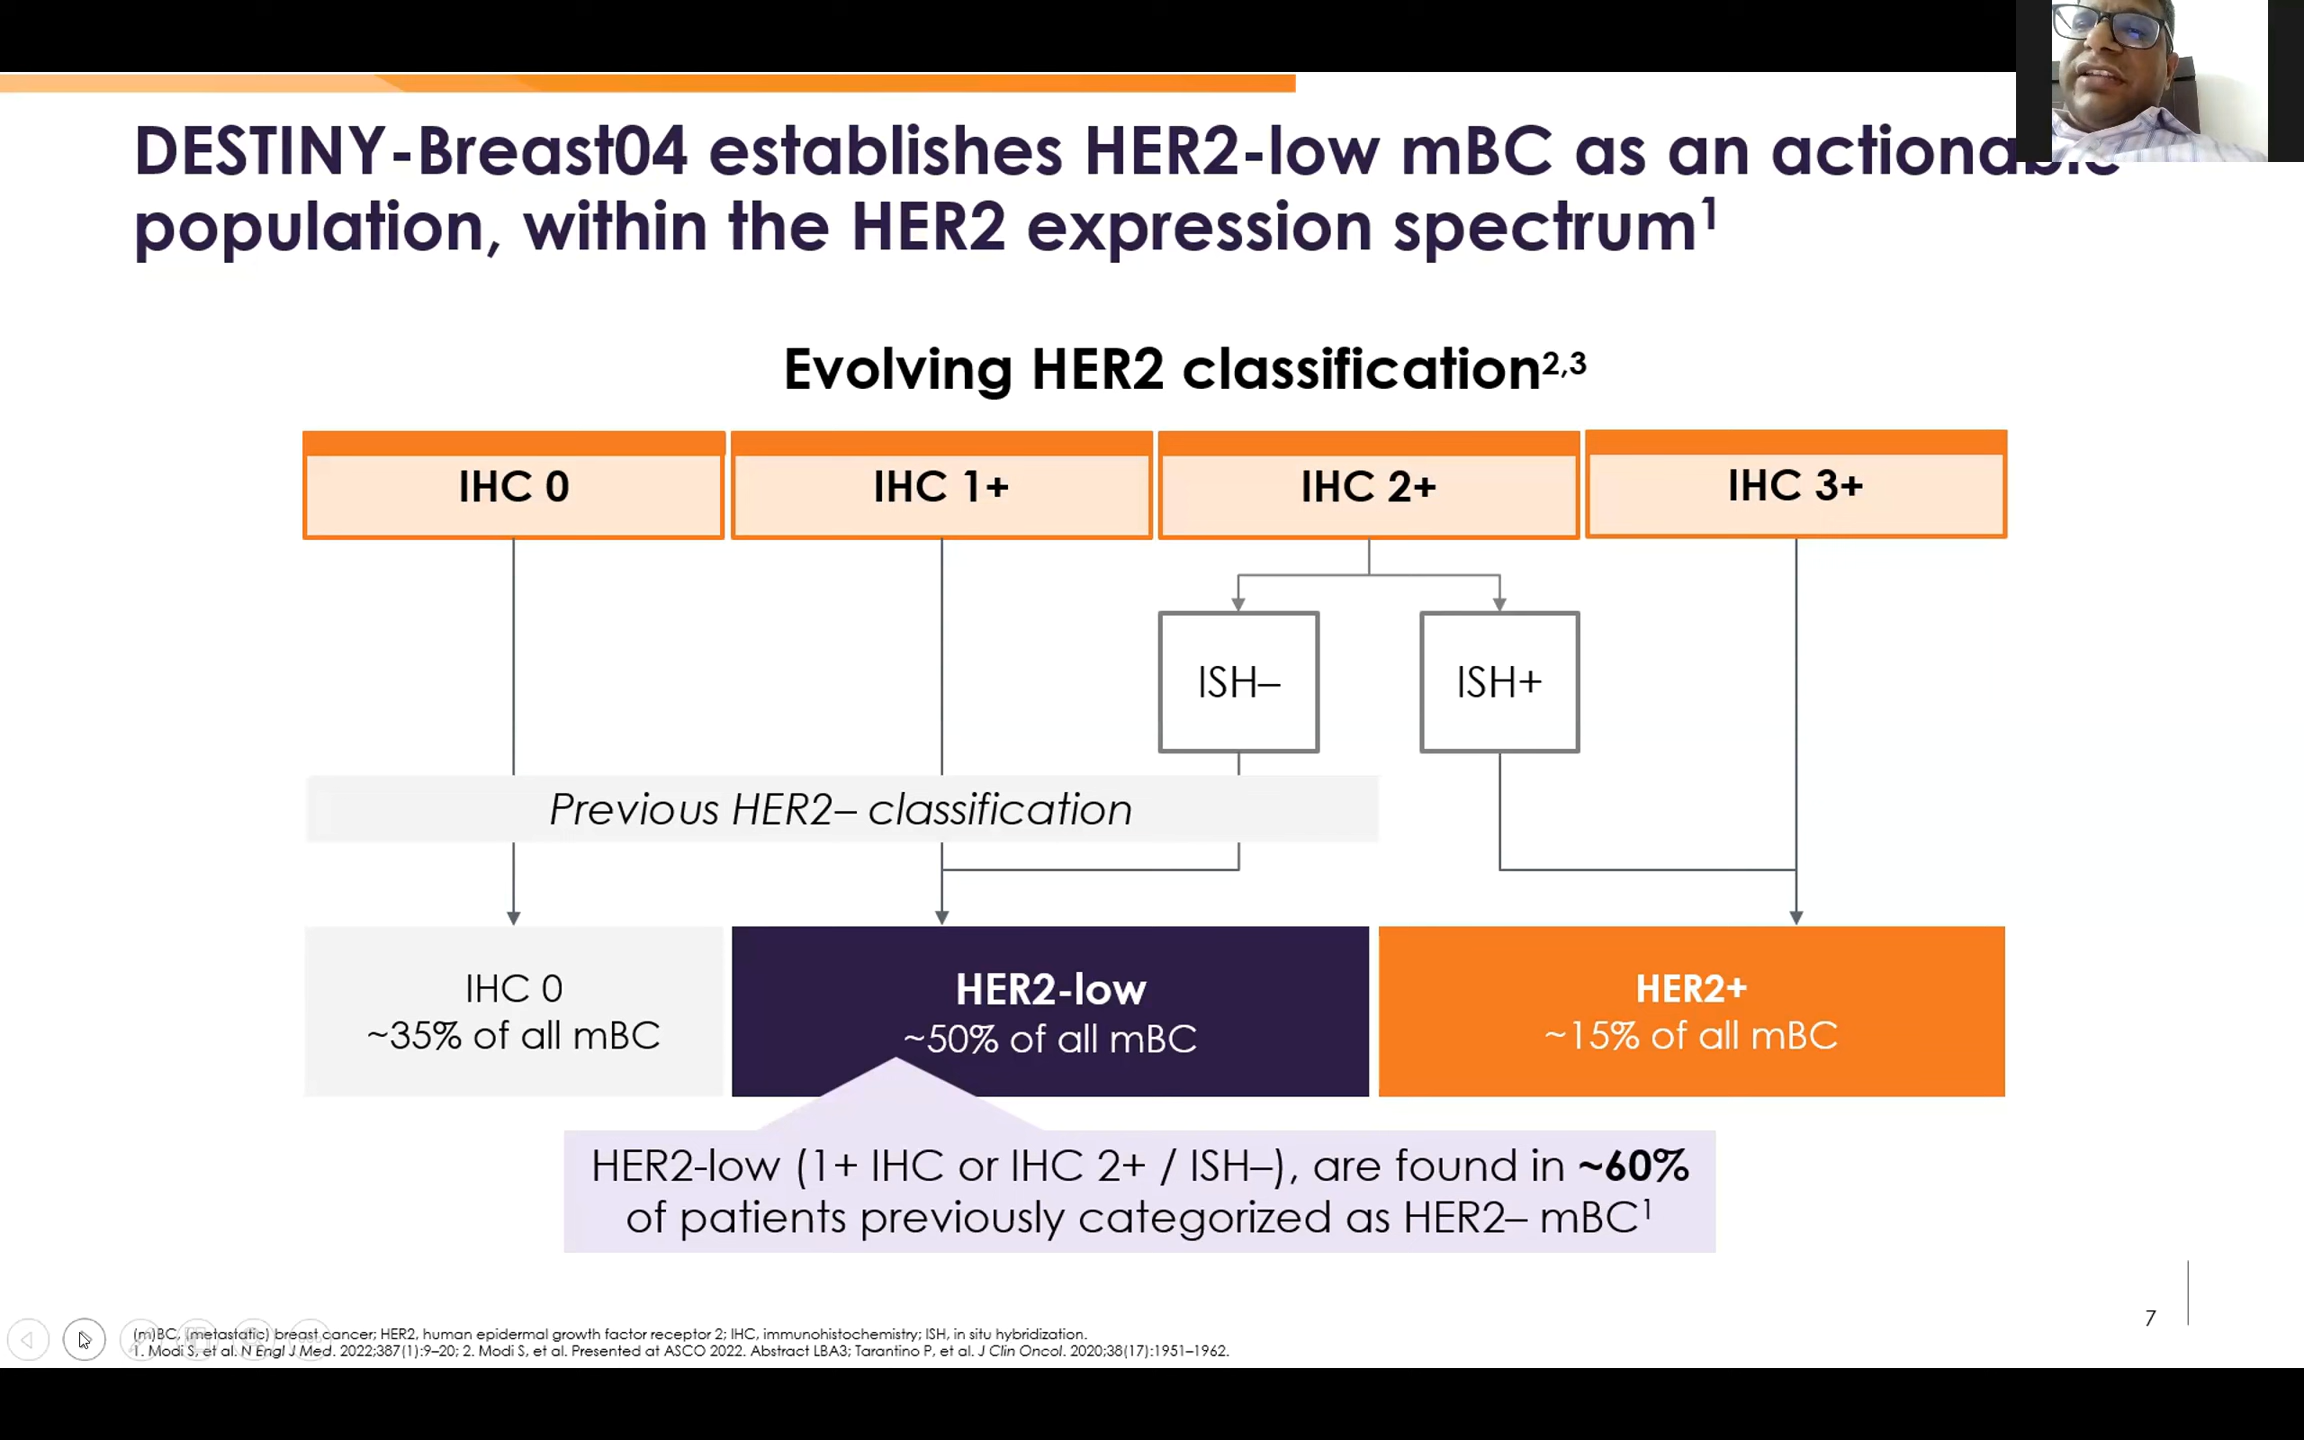 DESTINY-Breast04 establishes HER2-low mBC as an actionable
population, within the HER2 expression spectrum1
Evolving HER2 classification2,3
IHC 0
IHC 1+
IHC 2+
IHC 3+
ISH–
ISH+
Previous HER2– classification
IHC 0
~35% of all mBC
HER2-low
~50% of all mBC
HER2+
~15% of all mBC
HER2-low (1+ IHC or IHC 2+ / ISH–), are found in ~60%
of patients previously categorized as HER2– mBC1
7
(m)BC, (metastatic) breast cancer; HER2, human epidermal growth factor receptor 2; IHC, immunohistochemistry; ISH, in situ hybridization.
1. Modi S, et al. N Engl J Med. 2022;387(1):9–20; 2. Modi S, et al. Presented at ASCO 2022. Abstract LBA3; Tarantino P, et al. J Clin Oncol. 2020;38(17):1951–1962.